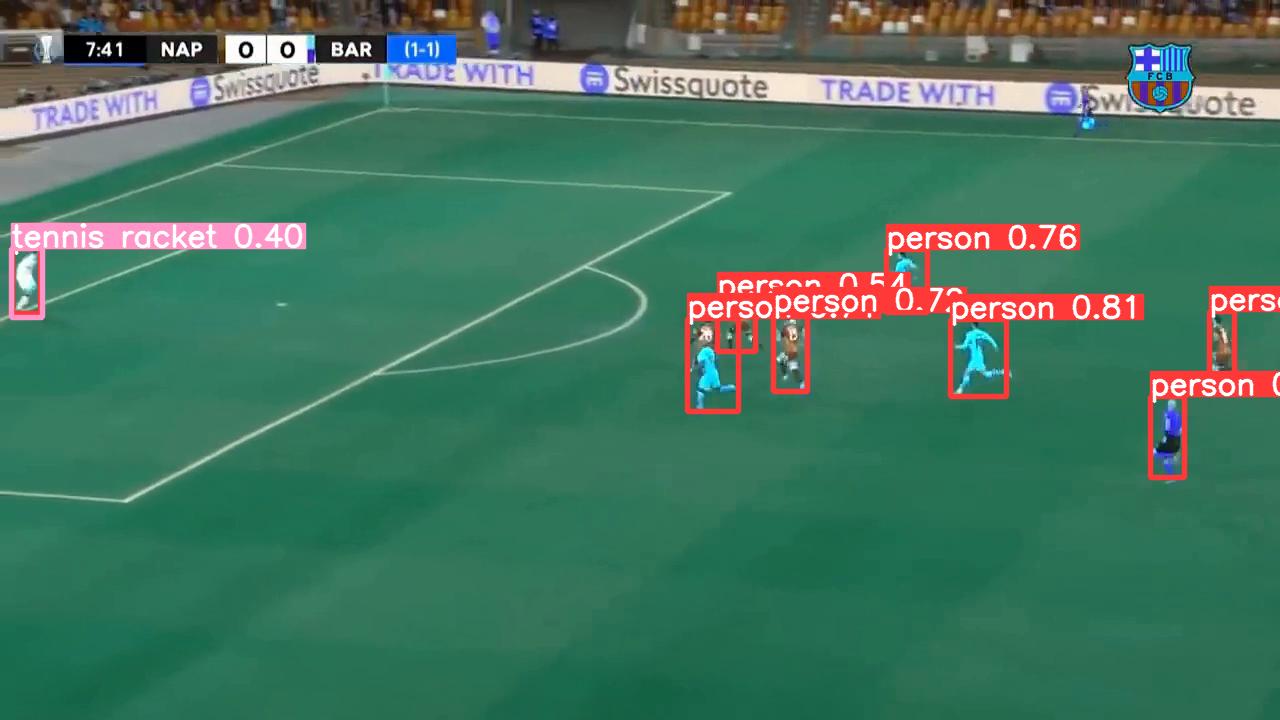 7:41 NAP 0 0 BAR (1-1)
TRADE WITH Swissquote TRADE WITH Swissquote TRADE WITH Swissquote
FCB
tennis racket 0.40
person 0.76
person 0.54
person 0.72
person 0.81